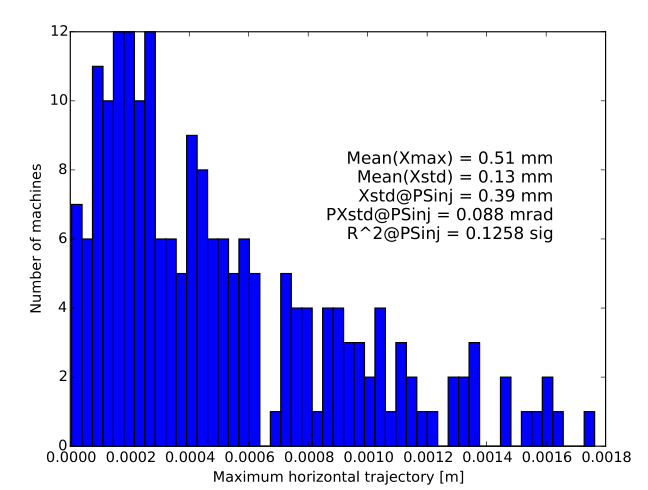 12
10
8
6
4
2
0
Number of machines
Mean(Xmax) = 0.51 mm
Mean(Xstd) = 0.13 mm
Xstd@PSinj = 0.39 mm
PXstd@PSinj = 0.088 mrad
R^2@PSinj = 0.1258 sig
0.0000 0.0002 0.0004 0.0006 0.0008 0.0010 0.0012 0.0014 0.0016 0.0018
Maximum horizontal trajectory [m]